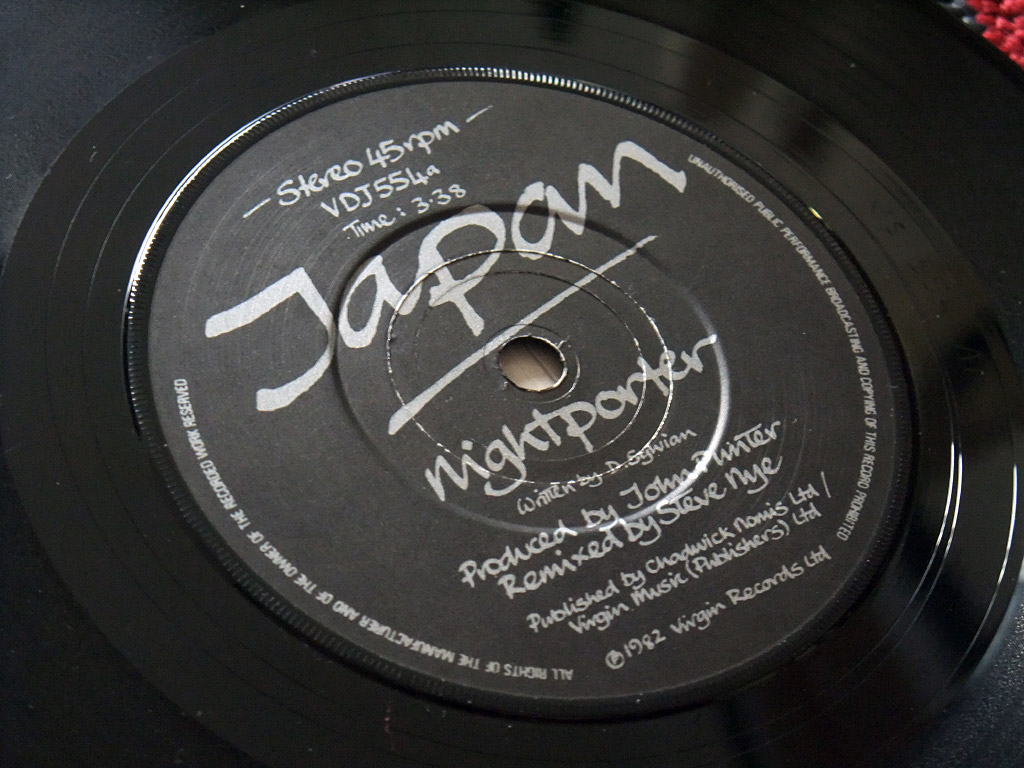 — Stereo 45rpm —
VDJ554a
Time: 3.38
Japan
nightporter
(Written by D. Sylvian
Produced by John Punter
Remixed by Steve Nye
Published by Chadwick Nomis Ltd /
Virgin Music (Publishers) Ltd
℗1982 Virgin Records Ltd
ALL RIGHTS OF THE MANUFACTURER AND OF THE OWNER OF THE RECORDED WORK RESERVED
UNAUTHORISED PUBLIC PERFORMANCE BROADCASTING AND COPYING OF THIS RECORD PROHIBITED